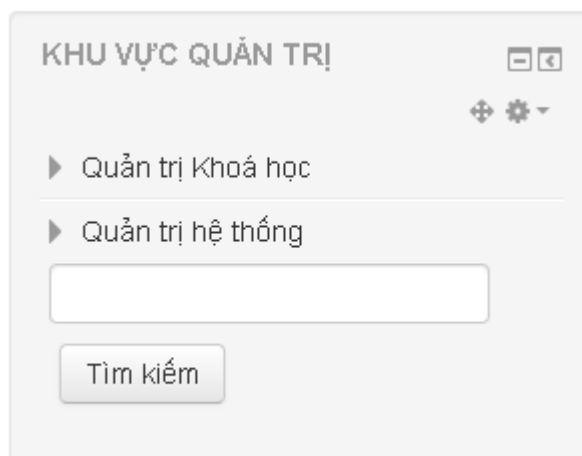 KHU VỰC QUẢN TRỊ
Quản trị Khoá học
Quản trị hệ thống
Tìm kiếm